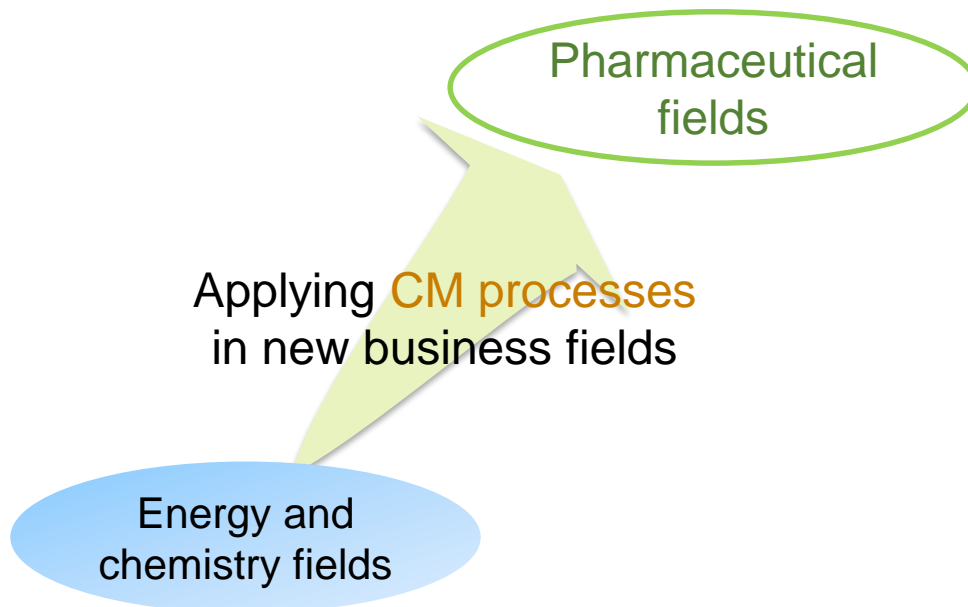 Pharmaceutical
fields
Applying CM processes
in new business fields
Energy and
chemistry fields